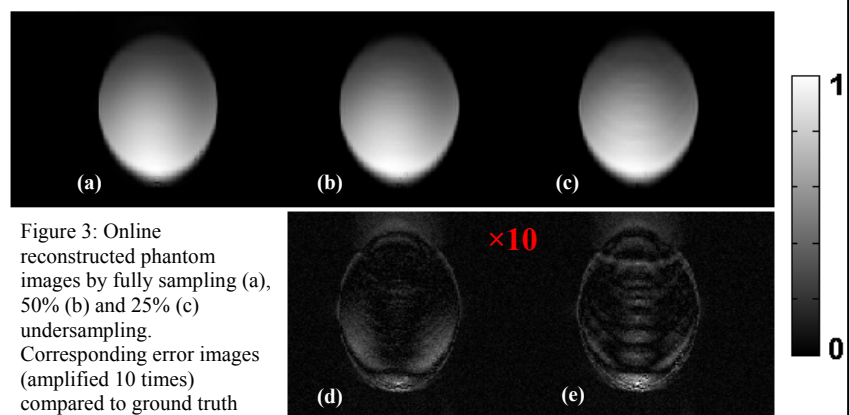 (a)
(b)
(c)
1
0
Figure 3: Online
reconstructed phantom
images by fully sampling (a),
50% (b) and 25% (c)
undersampling.
Corresponding error images
(amplified 10 times)
compared to ground truth
×10
(d)
(e)